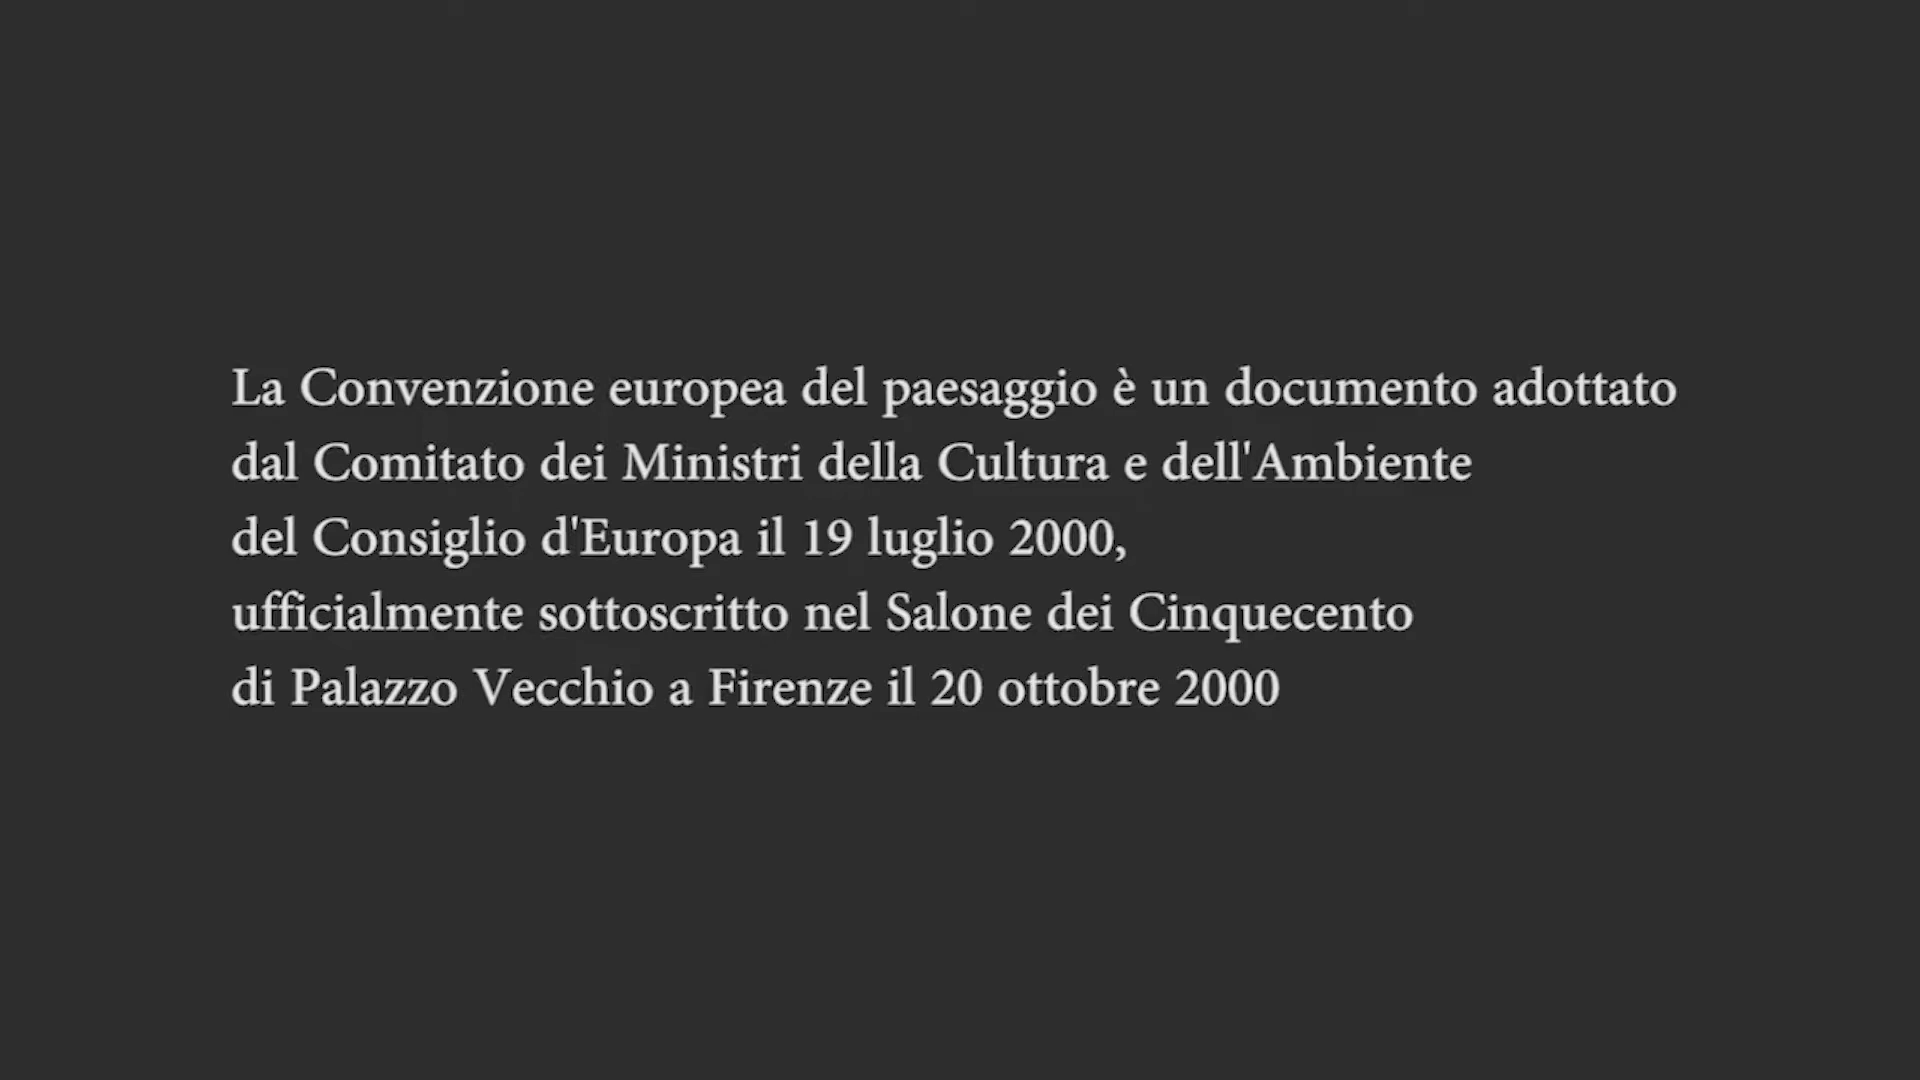 La Convenzione europea del paesaggio è un documento adottato
dal Comitato dei Ministri della Cultura e dell'Ambiente
del Consiglio d'Europa il 19 luglio 2000,
ufficialmente sottoscritto nel Salone dei Cinquecento
di Palazzo Vecchio a Firenze il 20 ottobre 2000